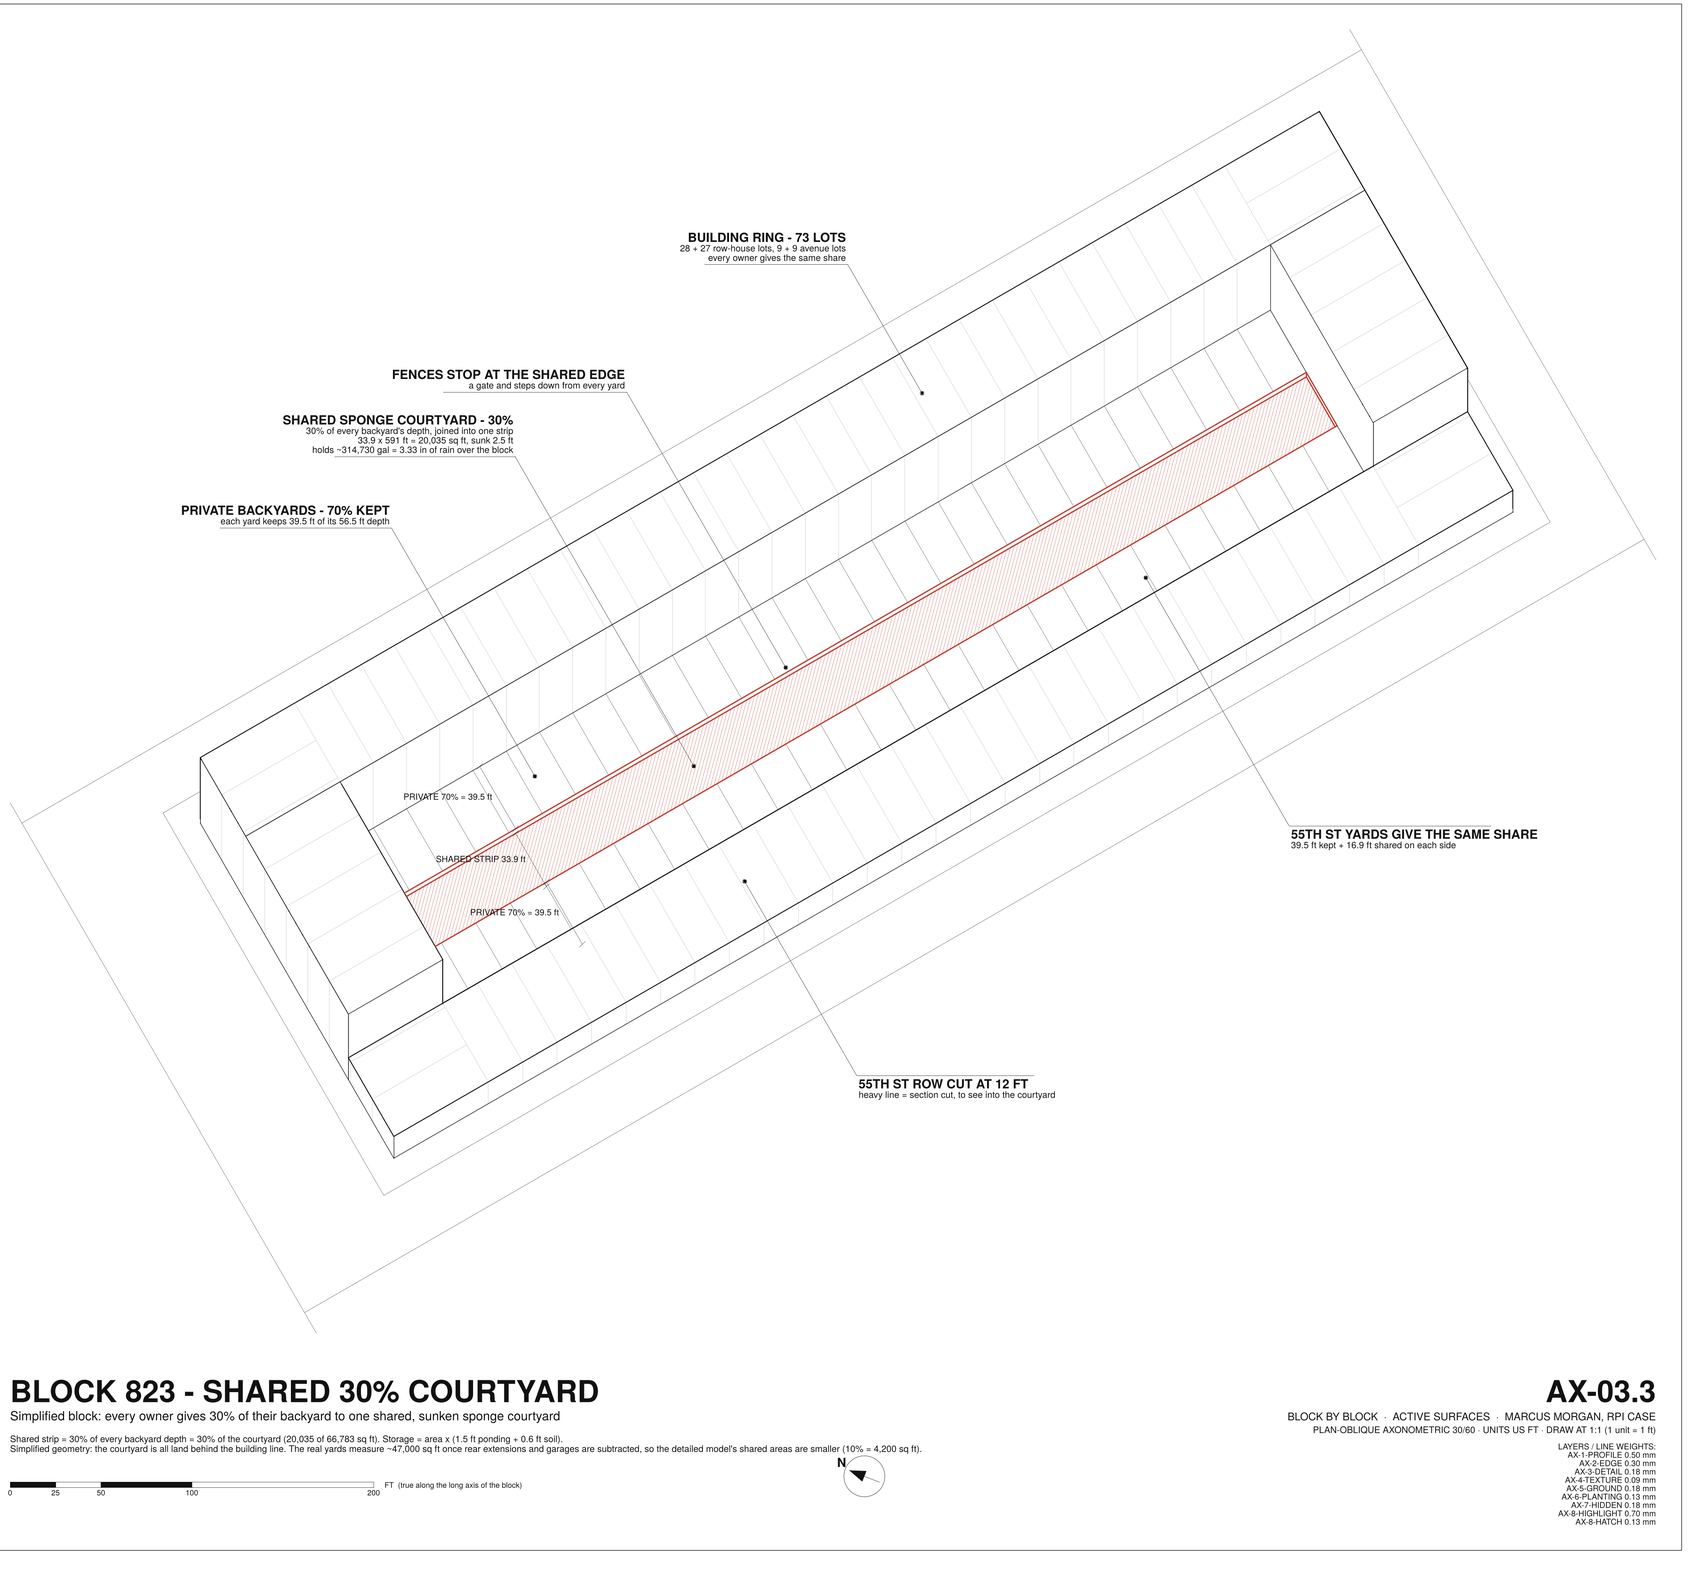 BUILDING RING - 73 LOTS
28 + 27 row-house lots, 9 + 9 avenue lots
every owner gives the same share
FENCES STOP AT THE SHARED EDGE
a gate and steps down from every yard
SHARED SPONGE COURTYARD - 30%
30% of every backyard's depth, joined into one strip
33.9 x 591 ft = 20,035 sq ft, sunk 2.5 ft
holds ~314,730 gal = 3.33 in of rain over the block
PRIVATE BACKYARDS - 70% KEPT
each yard keeps 39.5 ft of its 56.5 ft depth
PRIVATE 70% = 39.5 ft
SHARED STRIP 33.9 ft
PRIVATE 70% = 39.5 ft
55TH ST YARDS GIVE THE SAME SHARE
39.5 ft kept + 16.9 ft shared on each side
55TH ST ROW CUT AT 12 FT
heavy line = section cut, to see into the courtyard
BLOCK 823 - SHARED 30% COURTYARD
Simplified block: every owner gives 30% of their backyard to one shared, sunken sponge courtyard
Shared strip = 30% of every backyard depth = 30% of the courtyard (20,035 of 66,783 sq ft). Storage = area x (1.5 ft ponding + 0.6 ft soil).
Simplified geometry: the courtyard is all land behind the building line. The real yards measure ~47,000 sq ft once rear extensions and garages are subtracted, so the detailed model's shared areas are smaller (10% = 4,200 sq ft).
0 25 50 100 200
FT (true along the long axis of the block)
N
AX-03.3
BLOCK BY BLOCK · ACTIVE SURFACES · MARCUS MORGAN, RPI CASE
PLAN-OBLIQUE AXONOMETRIC 30/60 · UNITS US FT · DRAW AT 1:1 (1 unit = 1 ft)
LAYERS / LINE WEIGHTS:
AX-1-PROFILE 0.50 mm
AX-2-EDGE 0.30 mm
AX-3-DETAIL 0.18 mm
AX-4-TEXTURE 0.09 mm
AX-5-GROUND 0.18 mm
AX-6-PLANTING 0.13 mm
AX-7-HIDDEN 0.18 mm
AX-8-HIGHLIGHT 0.70 mm
AX-8-HATCH 0.13 mm